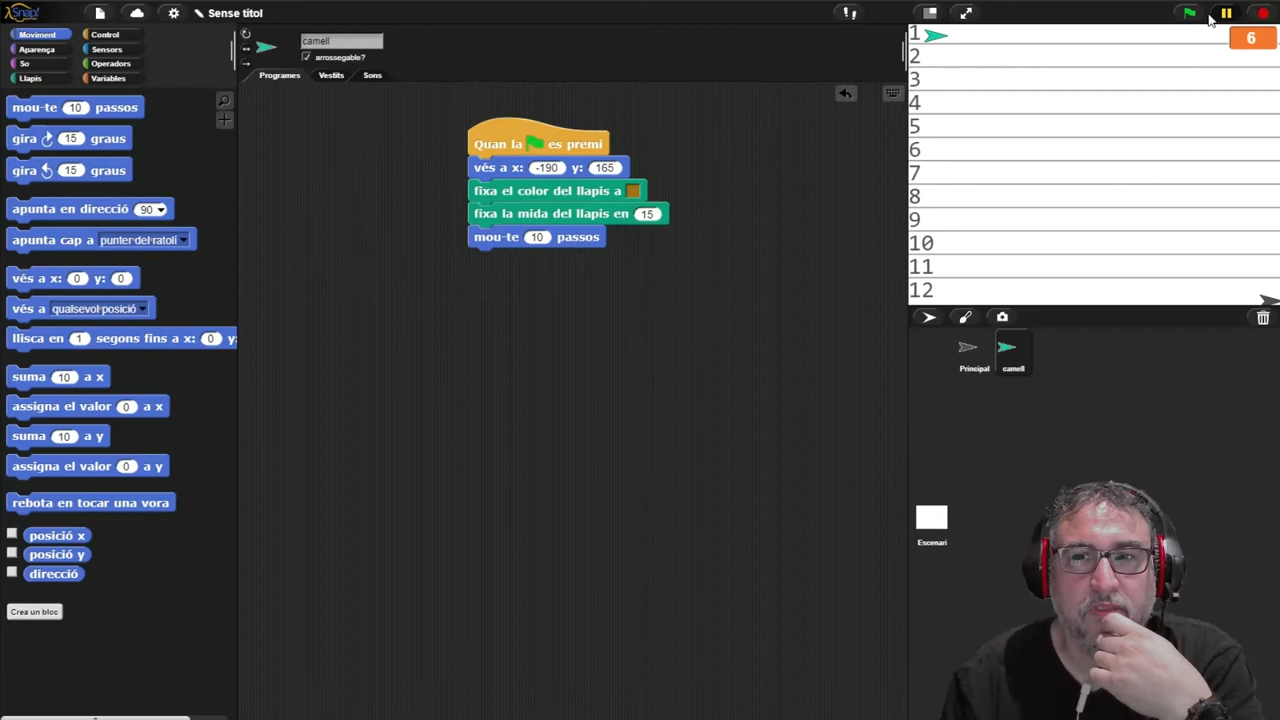 Snap!
Sense titol
Moviment
Control
Aparença
Sensors
So
Operadors
Llapis
Variables
mou-te 10 passos
gira 15 graus
gira 15 graus
apunta en direcció 90
apunta cap a punter del ratolí
vés a x: 0 y: 0
vés a qualsevol posició
llisca en 1 segons fins a x: 0 y:
suma 10 a x
assigna el valor 0 a x
suma 10 a y
assigna el valor 0 a y
rebota en tocar una vora
posició x
posició y
direcció
Crea un bloc
camell
arrossegable?
Programes
Vestits
Sons
Quan la es premi
vés a x: -190 y: 165
fixa el color del llapis a
fixa la mida del llapis en 15
mou-te 10 passos
1
6
2
3
4
5
6
7
8
9
10
11
12
Principal
camell
Escenari